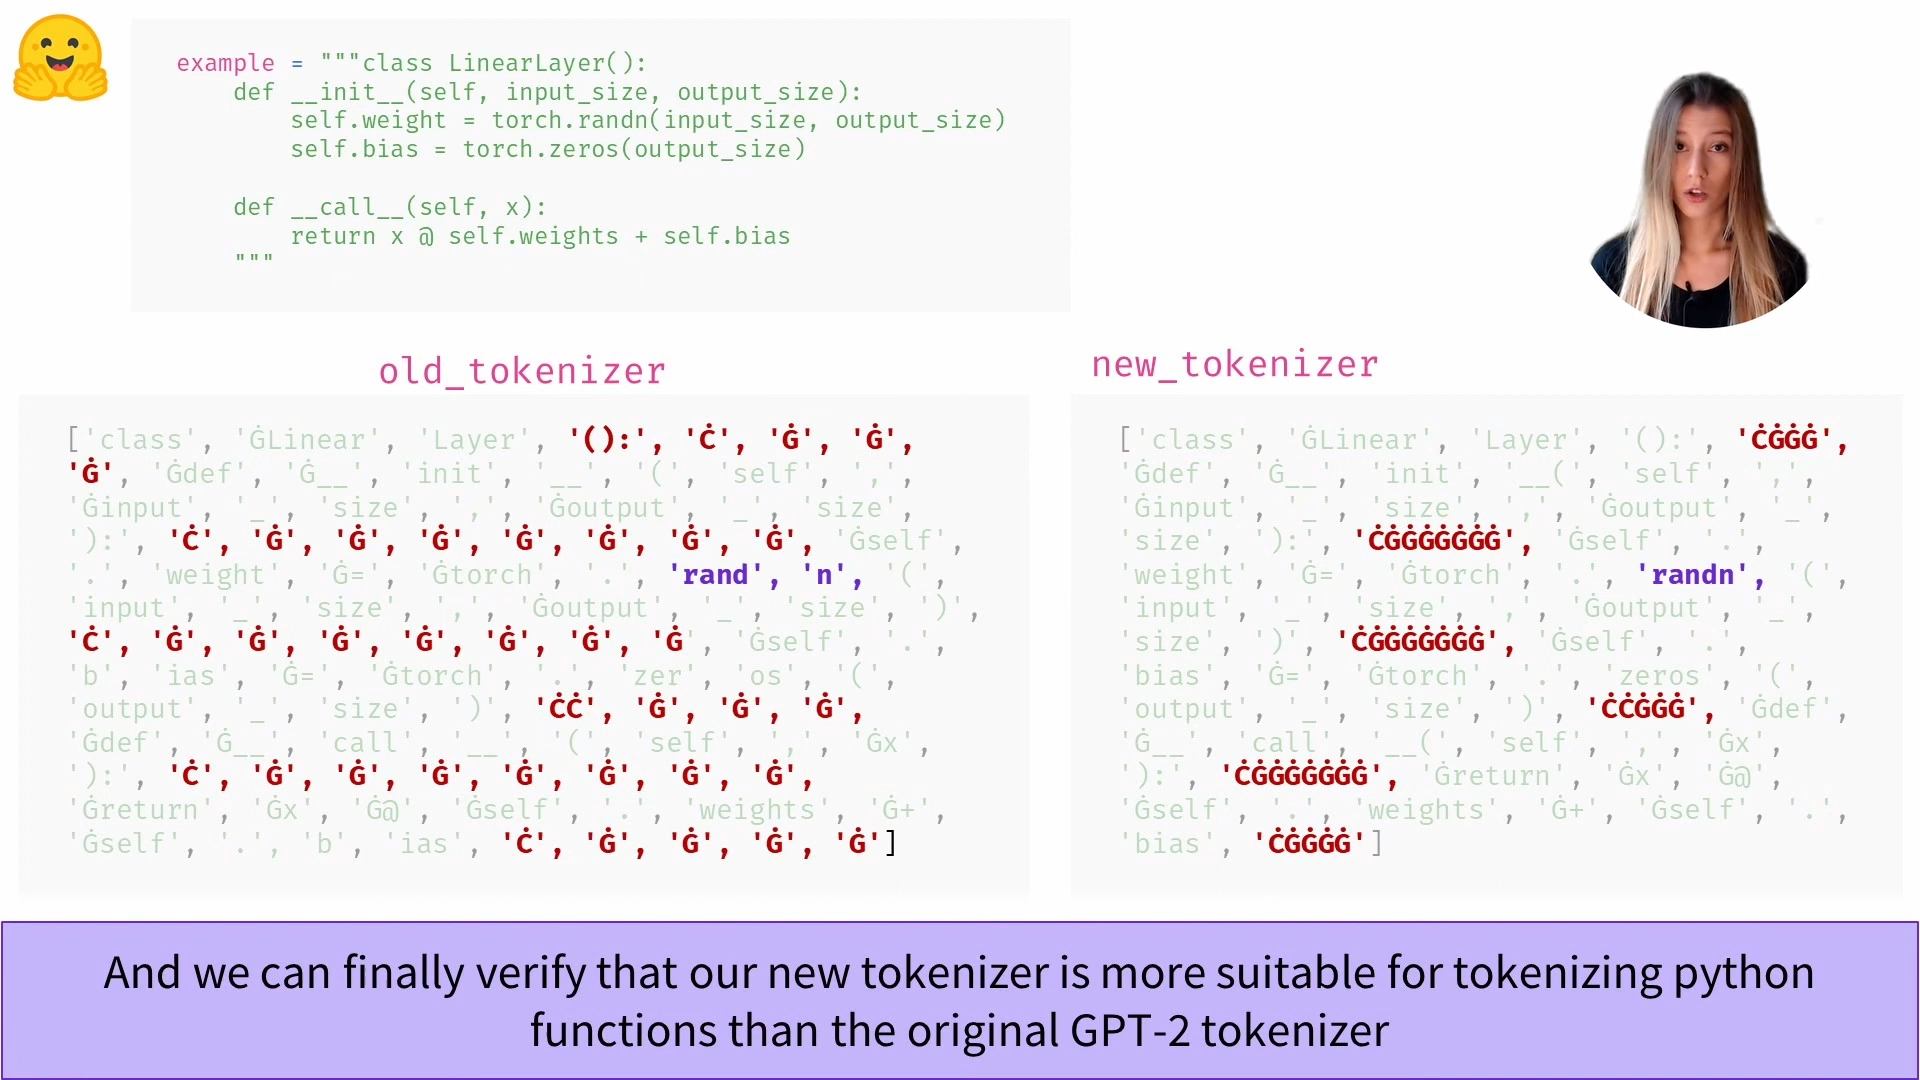 example = """class LinearLayer():
    def __init__(self, input_size, output_size):
        self.weight = torch.randn(input_size, output_size)
        self.bias = torch.zeros(output_size)
    def __call__(self, x):
        return x @ self.weights + self.bias
    """
old_tokenizer
['class', 'ĠLinear', 'Layer', '():', 'Ċ', 'Ġ', 'Ġ',
'Ġ', 'Ġdef', 'Ġ__', 'init', '__', '(', 'self', ',',
'Ġinput', '_', 'size', ',', 'Ġoutput', '_', 'size',
'):', 'Ċ', 'Ġ', 'Ġ', 'Ġ', 'Ġ', 'Ġ', 'Ġ', 'Ġ', 'Ġself',
'.', 'weight', 'Ġ=', 'Ġtorch', '.', 'rand', 'n', '(',
'input', '_', 'size', ',', 'Ġoutput', '_', 'size', ')',
'Ċ', 'Ġ', 'Ġ', 'Ġ', 'Ġ', 'Ġ', 'Ġ', 'Ġ', 'Ġself', '.',
'b', 'ias', 'Ġ=', 'Ġtorch', '.', 'zer', 'os', '(',
'output', '_', 'size', ')', 'ĊĊ', 'Ġ', 'Ġ', 'Ġ',
'Ġdef', 'Ġ__', 'call', '__', '(', 'self', ',', 'Ġx',
'):', 'Ċ', 'Ġ', 'Ġ', 'Ġ', 'Ġ', 'Ġ', 'Ġ', 'Ġ',
'Ġreturn', 'Ġx', 'Ġ@', 'Ġself', '.', 'weights', 'Ġ+',
'Ġself', '.', 'b', 'ias', 'Ċ', 'Ġ', 'Ġ', 'Ġ', 'Ġ']
new_tokenizer
['class', 'ĠLinear', 'Layer', '():', 'ĊĠĠĠ',
'Ġdef', 'Ġ__', 'init', '__(', 'self', ',',
'Ġinput', '_', 'size', ',', 'Ġoutput', '_',
'size', '):', 'ĊĠĠĠĠĠĠĠ', 'Ġself', '.',
'weight', 'Ġ=', 'Ġtorch', '.', 'randn', '(',
'input', '_', 'size', ',', 'Ġoutput', '_',
'size', ')', 'ĊĠĠĠĠĠĠĠ', 'Ġself', '.',
'bias', 'Ġ=', 'Ġtorch', '.', 'zeros', '(',
'output', '_', 'size', ')', 'ĊĊĠĠĠ', 'Ġdef',
'Ġ__', 'call', '__(', 'self', ',', 'Ġx',
'):', 'ĊĠĠĠĠĠĠĠ', 'Ġreturn', 'Ġx', 'Ġ@',
'Ġself', '.', 'weights', 'Ġ+', 'Ġself', '.',
'bias', 'ĊĠĠĠĠ']
And we can finally verify that our new tokenizer is more suitable for tokenizing python
functions than the original GPT-2 tokenizer